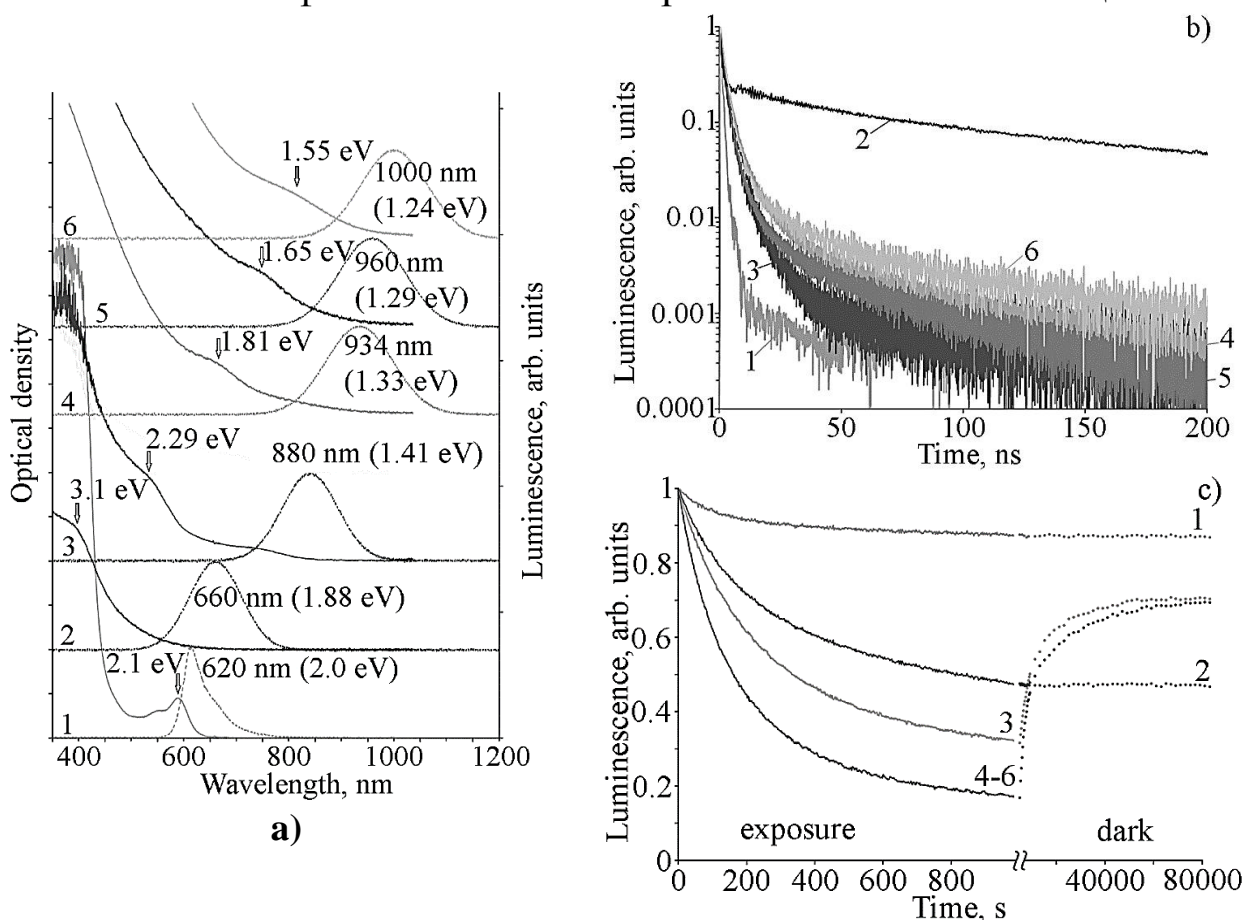 b)
1
0.1
0.01
0.001
0.0001
Luminescence, arb. units
2
6
3
4
1
5
0
50
100
150
200
Time, ns
1.55 eV
1000 nm
(1.24 eV)
6
1.65 eV
960 nm
(1.29 eV)
5
1.81 eV
934 nm
(1.33 eV)
4
2.29 eV
880 nm (1.41 eV)
3.1 eV
3
660 nm (1.88 eV)
2
2.1 eV
620 nm (2.0 eV)
1
Optical density
Luminescence, arb. units
400
600
800
1000
1200
Wavelength, nm
a)
c)
1
0.8
0.6
0.4
0.2
0
Luminescence, arb. units
1
2
3
4-6
exposure
dark
0
200
400
600
800
40000
80000
Time, s